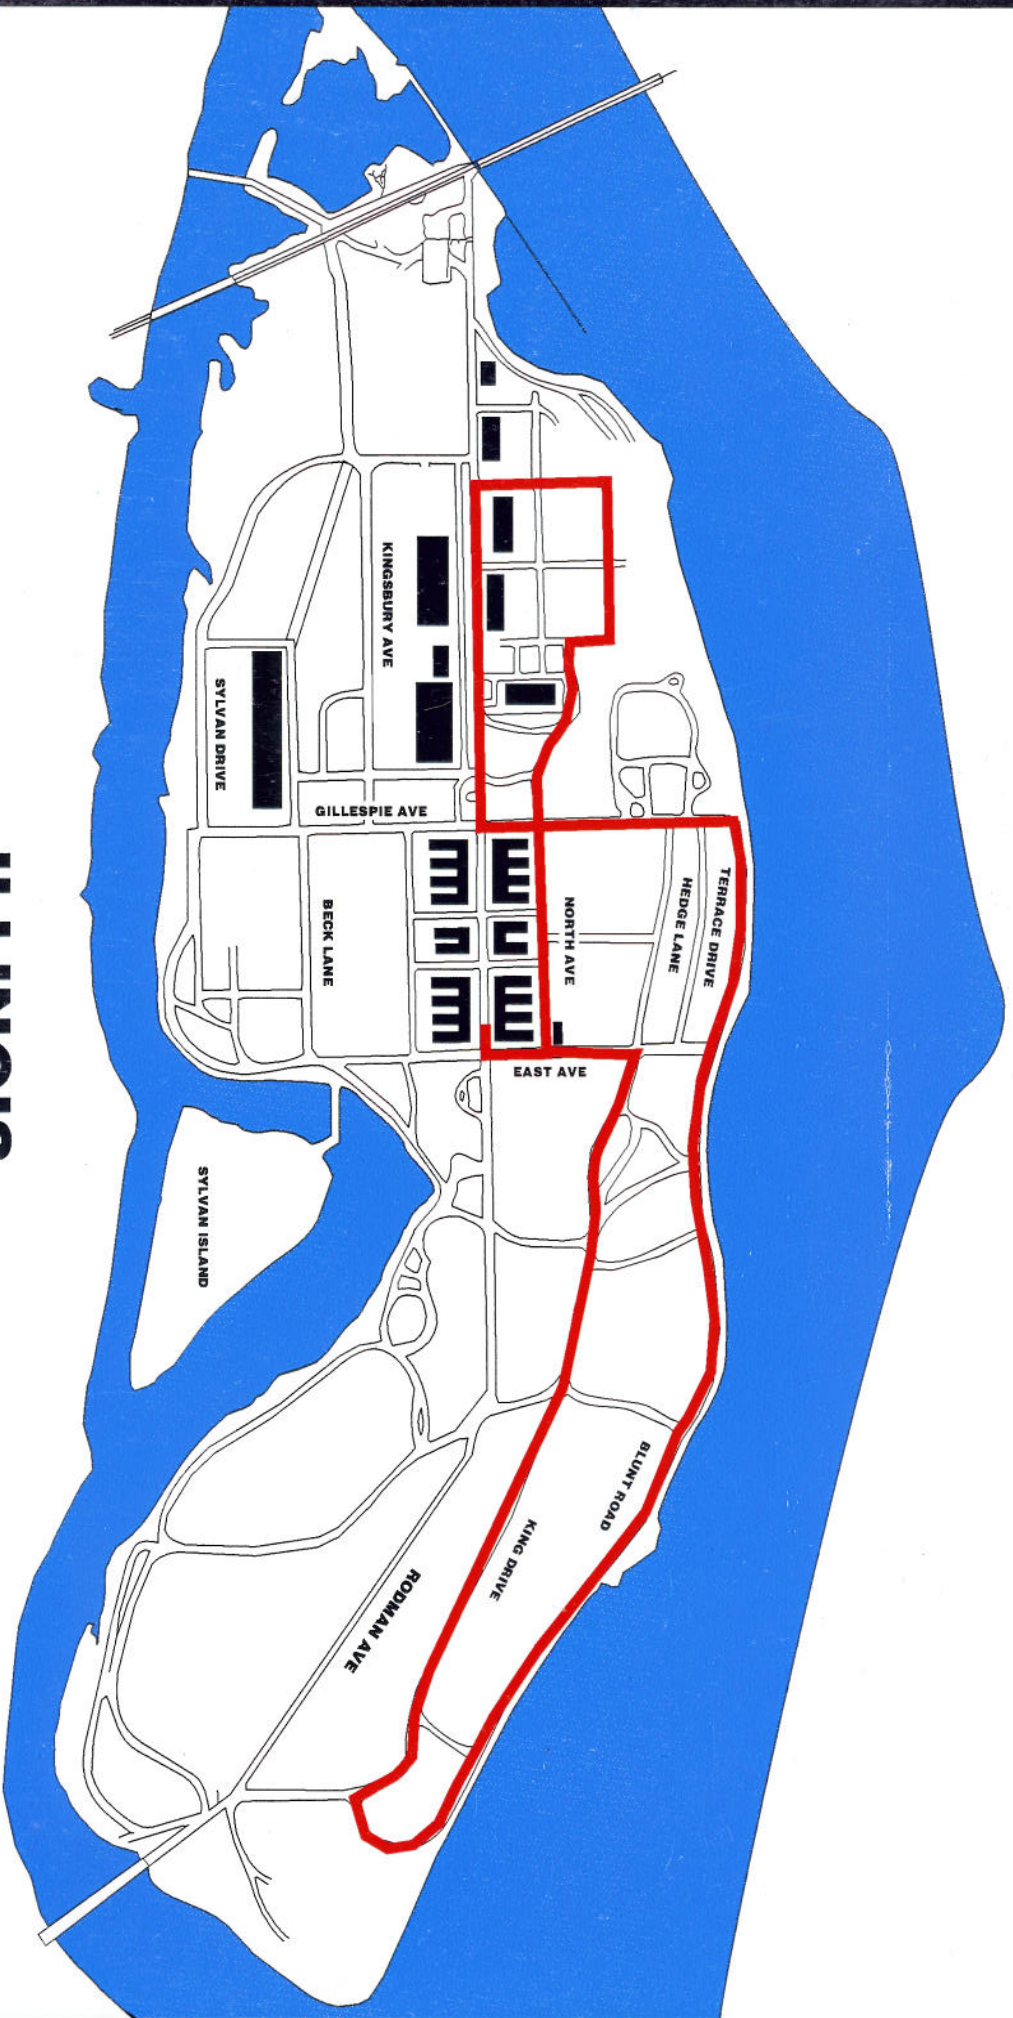 KINGSBURY AVE
SYLVAN DRIVE
GILLESPIE AVE
BECK LANE
NORTH AVE
HEDGE LANE
TERRACE DRIVE
EAST AVE
SYLVAN ISLAND
BLUNT ROAD
KING DRIVE
RODMAN AVE